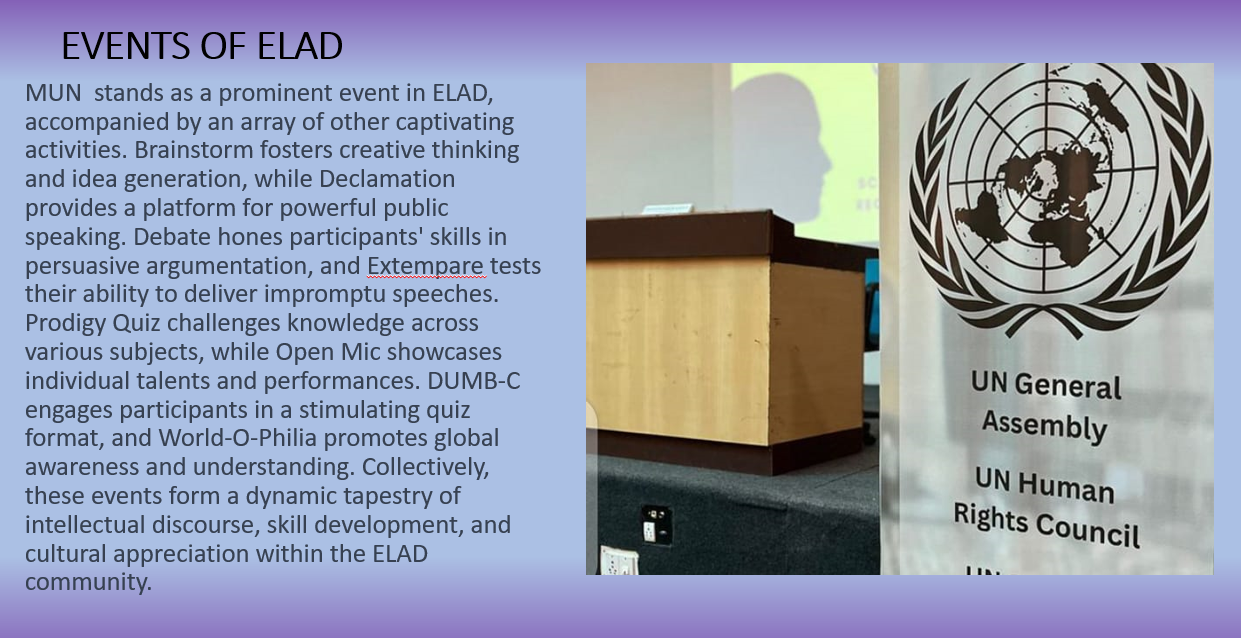 EVENTS OF ELAD
MUN  stands as a prominent event in ELAD,
accompanied by an array of other captivating
activities. Brainstorm fosters creative thinking
and idea generation, while Declamation
provides a platform for powerful public
speaking. Debate hones participants' skills in
persuasive argumentation, and Extempare tests
their ability to deliver impromptu speeches.
Prodigy Quiz challenges knowledge across
various subjects, while Open Mic showcases
individual talents and performances. DUMB-C
engages participants in a stimulating quiz
format, and World-O-Philia promotes global
awareness and understanding. Collectively,
these events form a dynamic tapestry of
intellectual discourse, skill development, and
cultural appreciation within the ELAD
community.
UN General
Assembly
UN Human
Rights Council